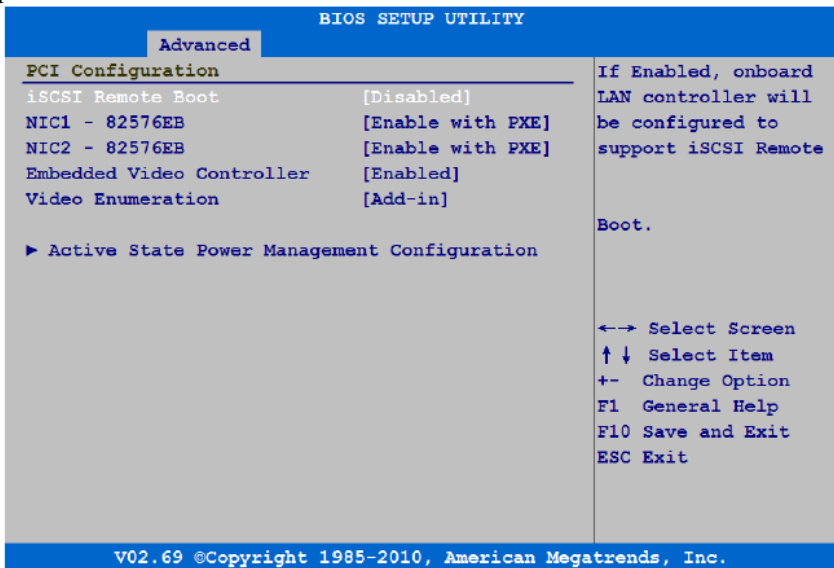 BIOS SETUP UTILITY
Advanced
PCI Configuration
iSCSI Remote Boot [Disabled]
NIC1 - 82576EB [Enable with PXE]
NIC2 - 82576EB [Enable with PXE]
Embedded Video Controller [Enabled]
Video Enumeration [Add-in]
► Active State Power Management Configuration
If Enabled, onboard
LAN controller will
be configured to
support iSCSI Remote
Boot.
←→ Select Screen
↑↓ Select Item
+- Change Option
F1 General Help
F10 Save and Exit
ESC Exit
V02.69 ©Copyright 1985-2010, American Megatrends, Inc.